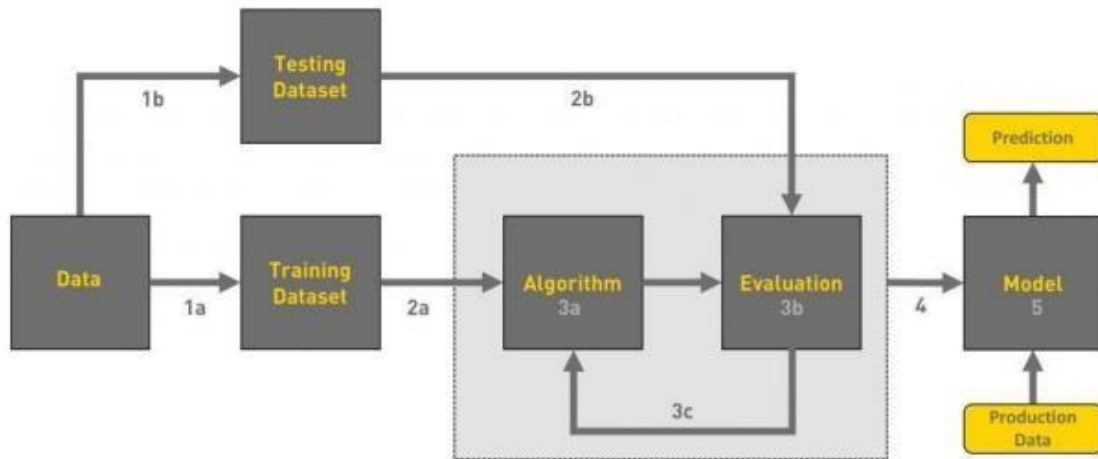 Testing
Dataset
1b
2b
Prediction
Data
1a
Training
Dataset
2a
Algorithm
3a
Evaluation
3b
4
Model
5
3c
Production
Data